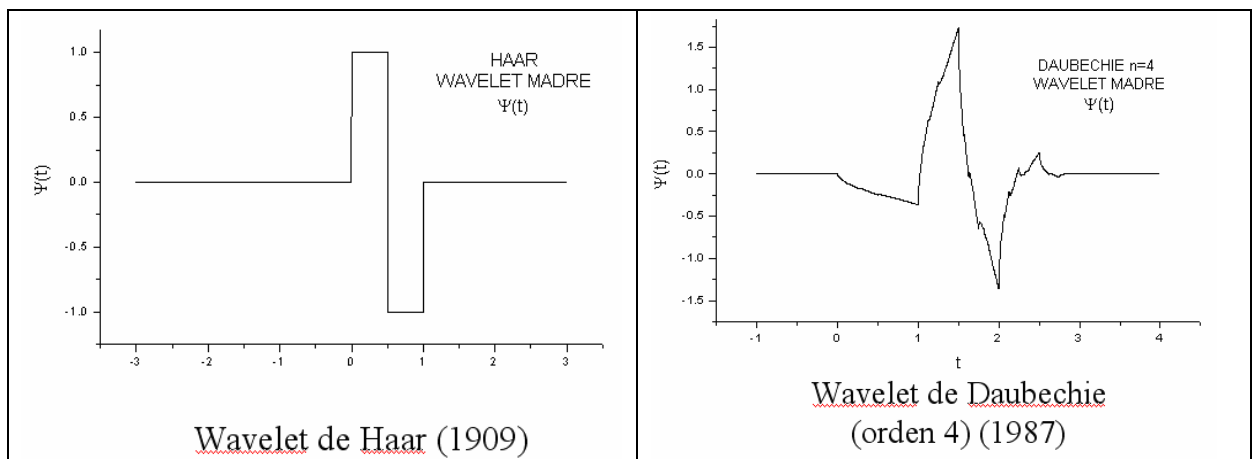 HAAR
WAVELET MADRE
Ψ(t)
1.0
0.5
0.0
-0.5
-1.0
Ψ(t)
-3 -2 -1 0 1 2 3
Wavelet de Haar (1909)
DAUBECHIE n=4
WAVELET MADRE
Ψ(t)
1.5
1.0
0.5
0.0
-0.5
-1.0
-1.5
Ψ(t)
-1 0 1 2 3 4
t
Wavelet de Daubechie
(orden 4) (1987)